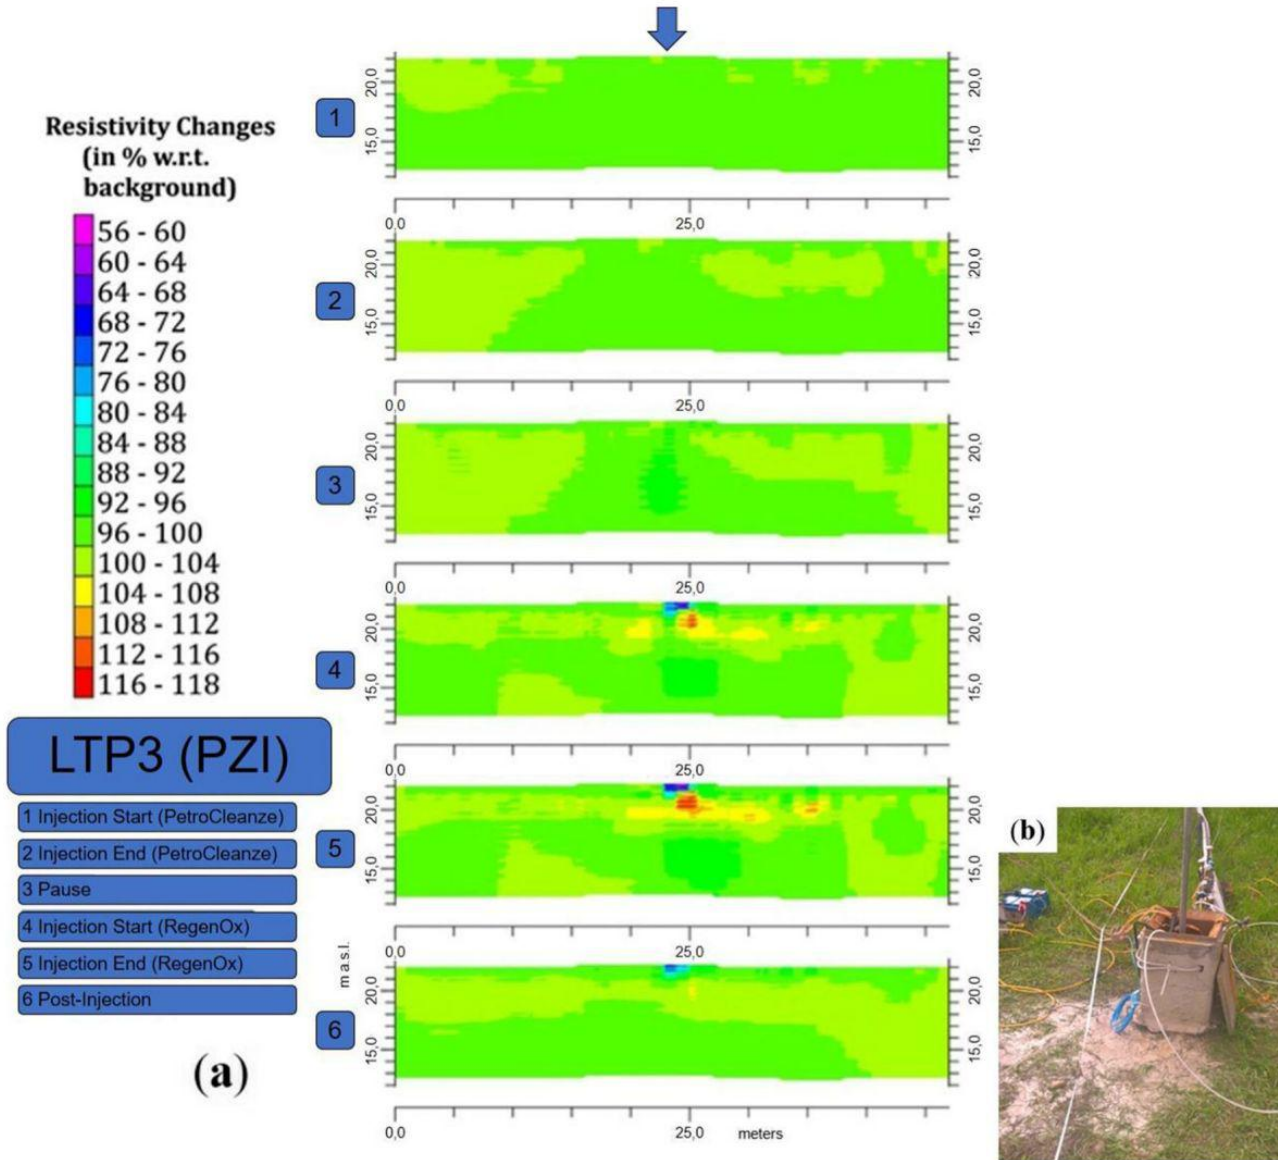 Resistivity Changes
(in % w.r.t.
background)
56 - 60
60 - 64
64 - 68
68 - 72
72 - 76
76 - 80
80 - 84
84 - 88
88 - 92
92 - 96
96 - 100
100 - 104
104 - 108
108 - 112
112 - 116
116 - 118
LTP3 (PZI)
1 Injection Start (PetroCleanze)
2 Injection End (PetroCleanze)
3 Pause
4 Injection Start (RegenOx)
5 Injection End (RegenOx)
6 Post-Injection
(a)
1
20,0
15,0
20,0
15,0
0,0 25,0
2
20,0
15,0
20,0
15,0
0,0 25,0
3
20,0
15,0
20,0
15,0
0,0 25,0
4
20,0
15,0
20,0
15,0
0,0 25,0
5
20,0
15,0
20,0
15,0
0,0 25,0
6
m a.s.l.
20,0
15,0
20,0
15,0
0,0 25,0 meters
(b)